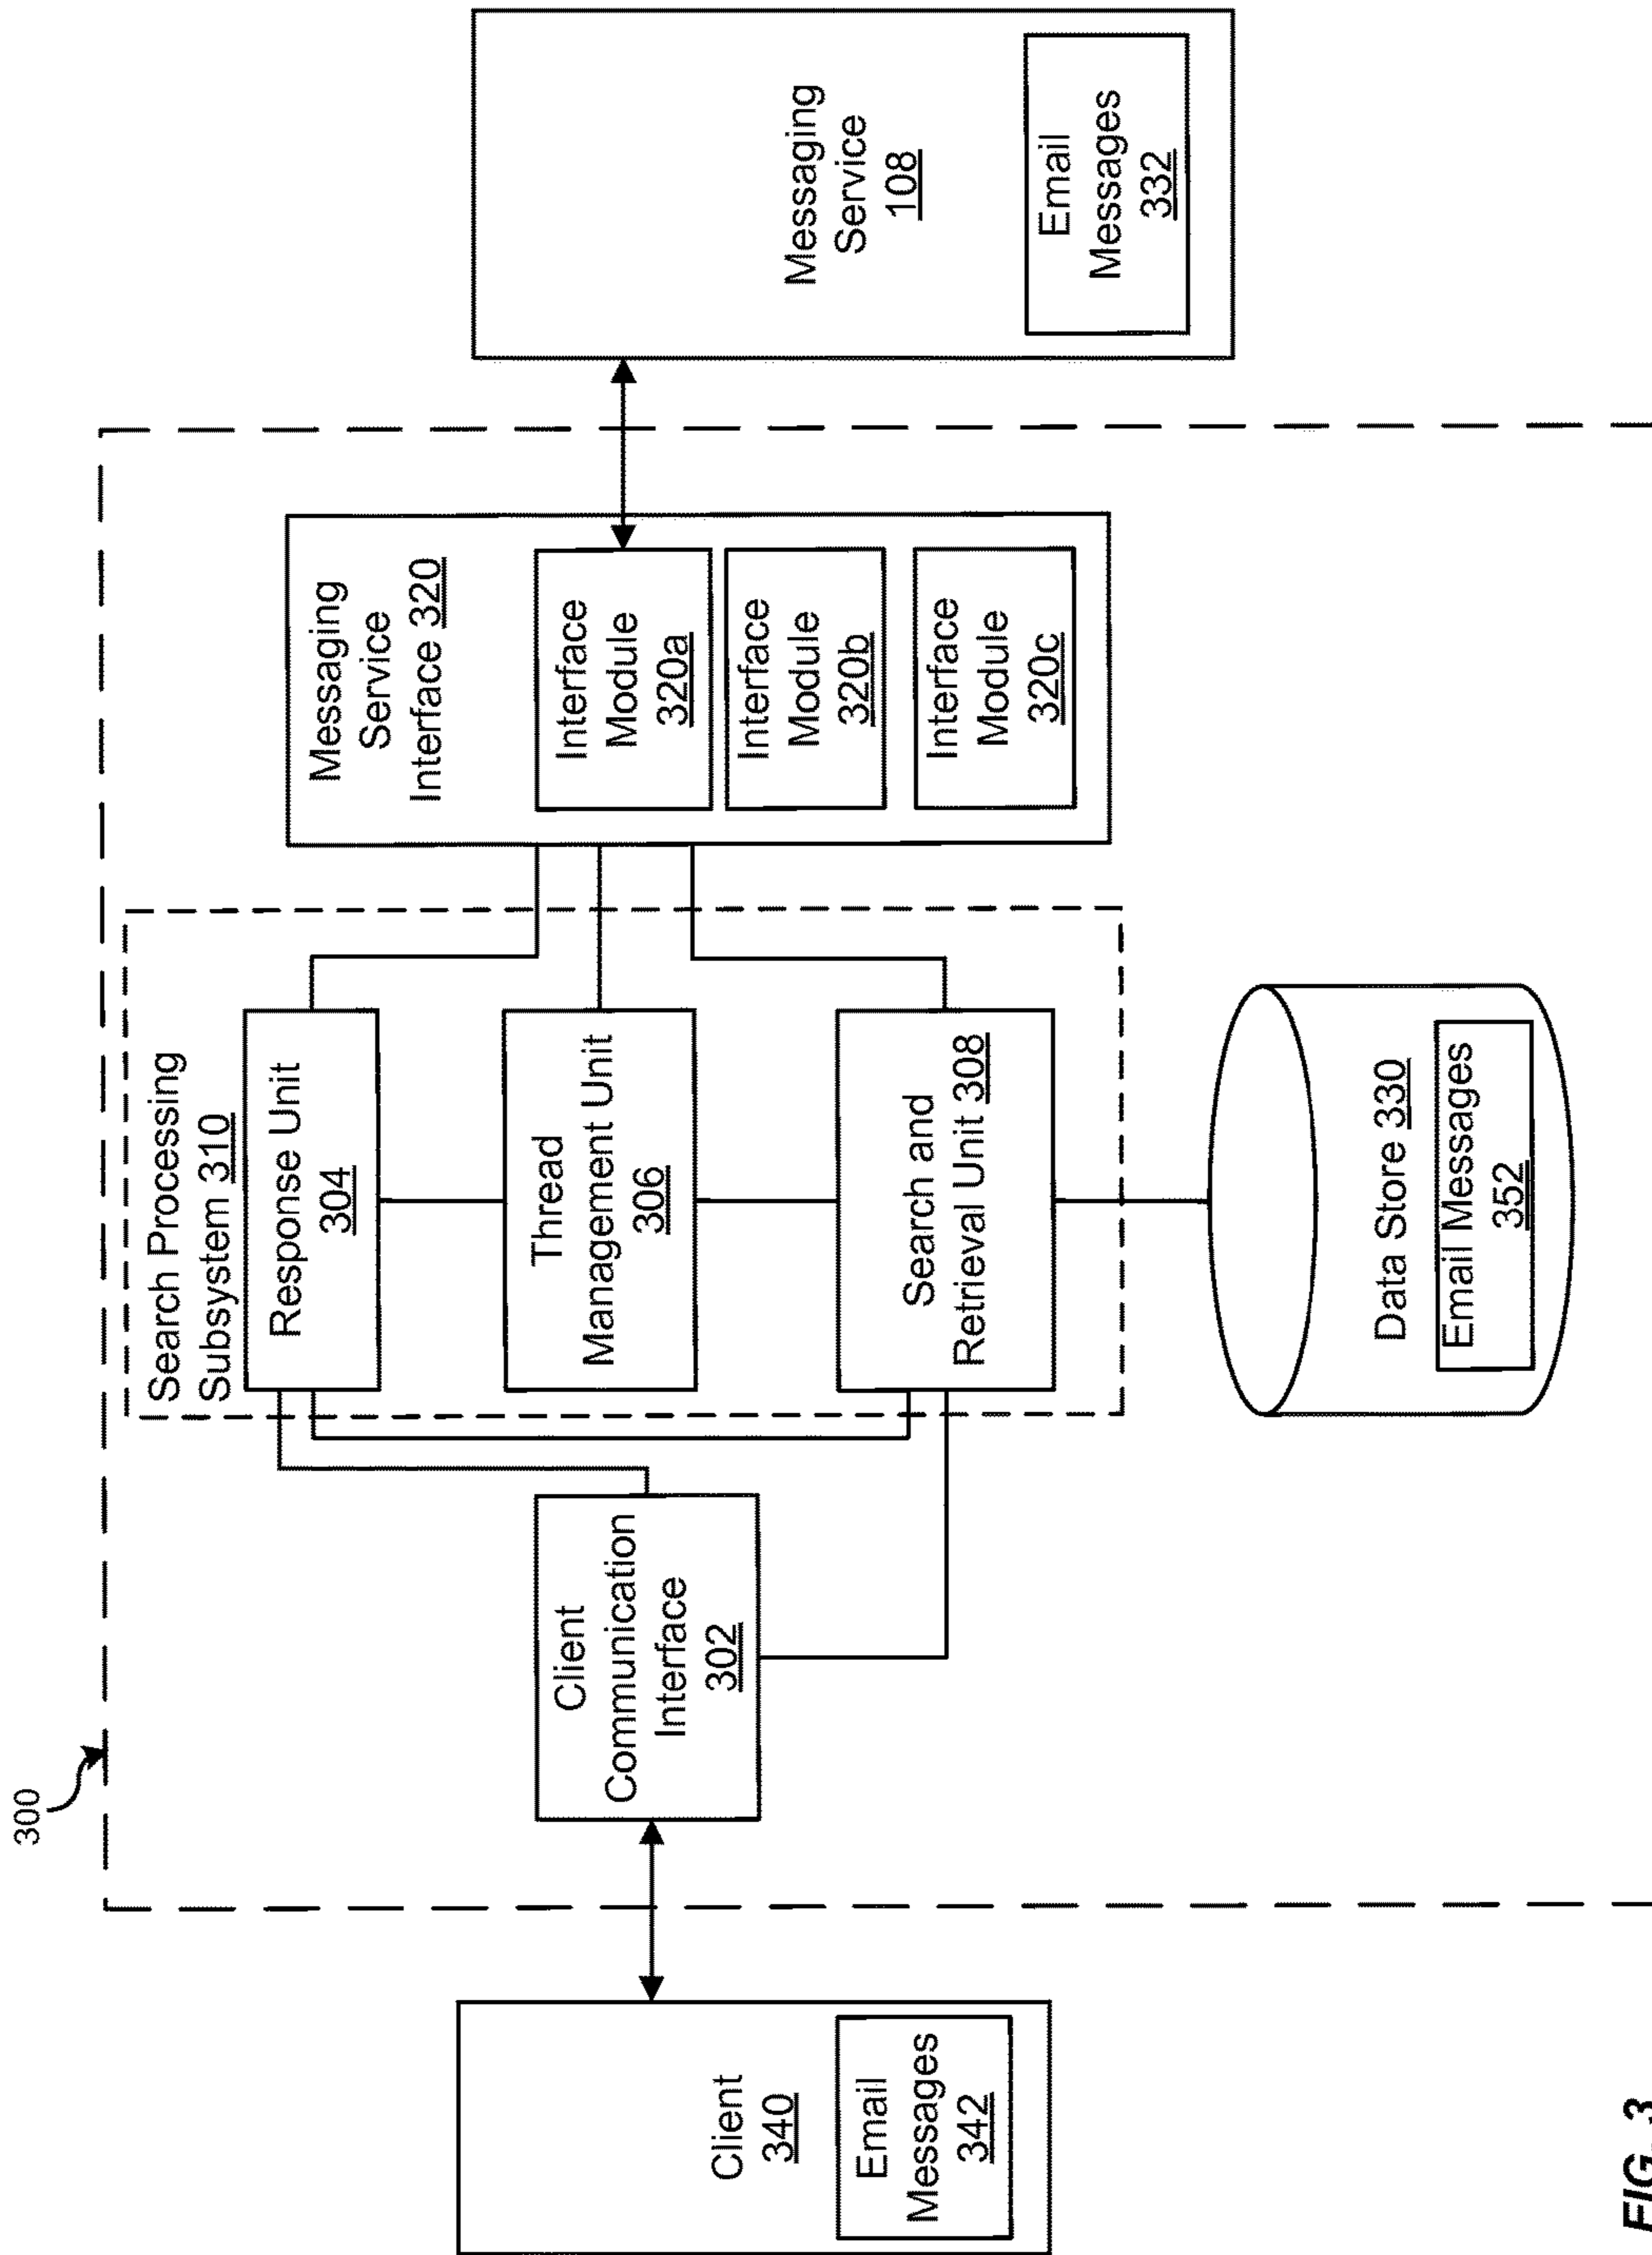 300
Client
340
Email
Messages
342
Client
Communication
Interface
302
Search Processing
Subsystem 310
Response Unit
304
Thread
Management Unit
306
Search and
Retrieval Unit 308
Data Store 330
Email Messages
352
Messaging
Service
Interface 320
Interface
Module
320a
Interface
Module
320b
Interface
Module
320c
Messaging
Service
108
Email
Messages
332
FIG. 3